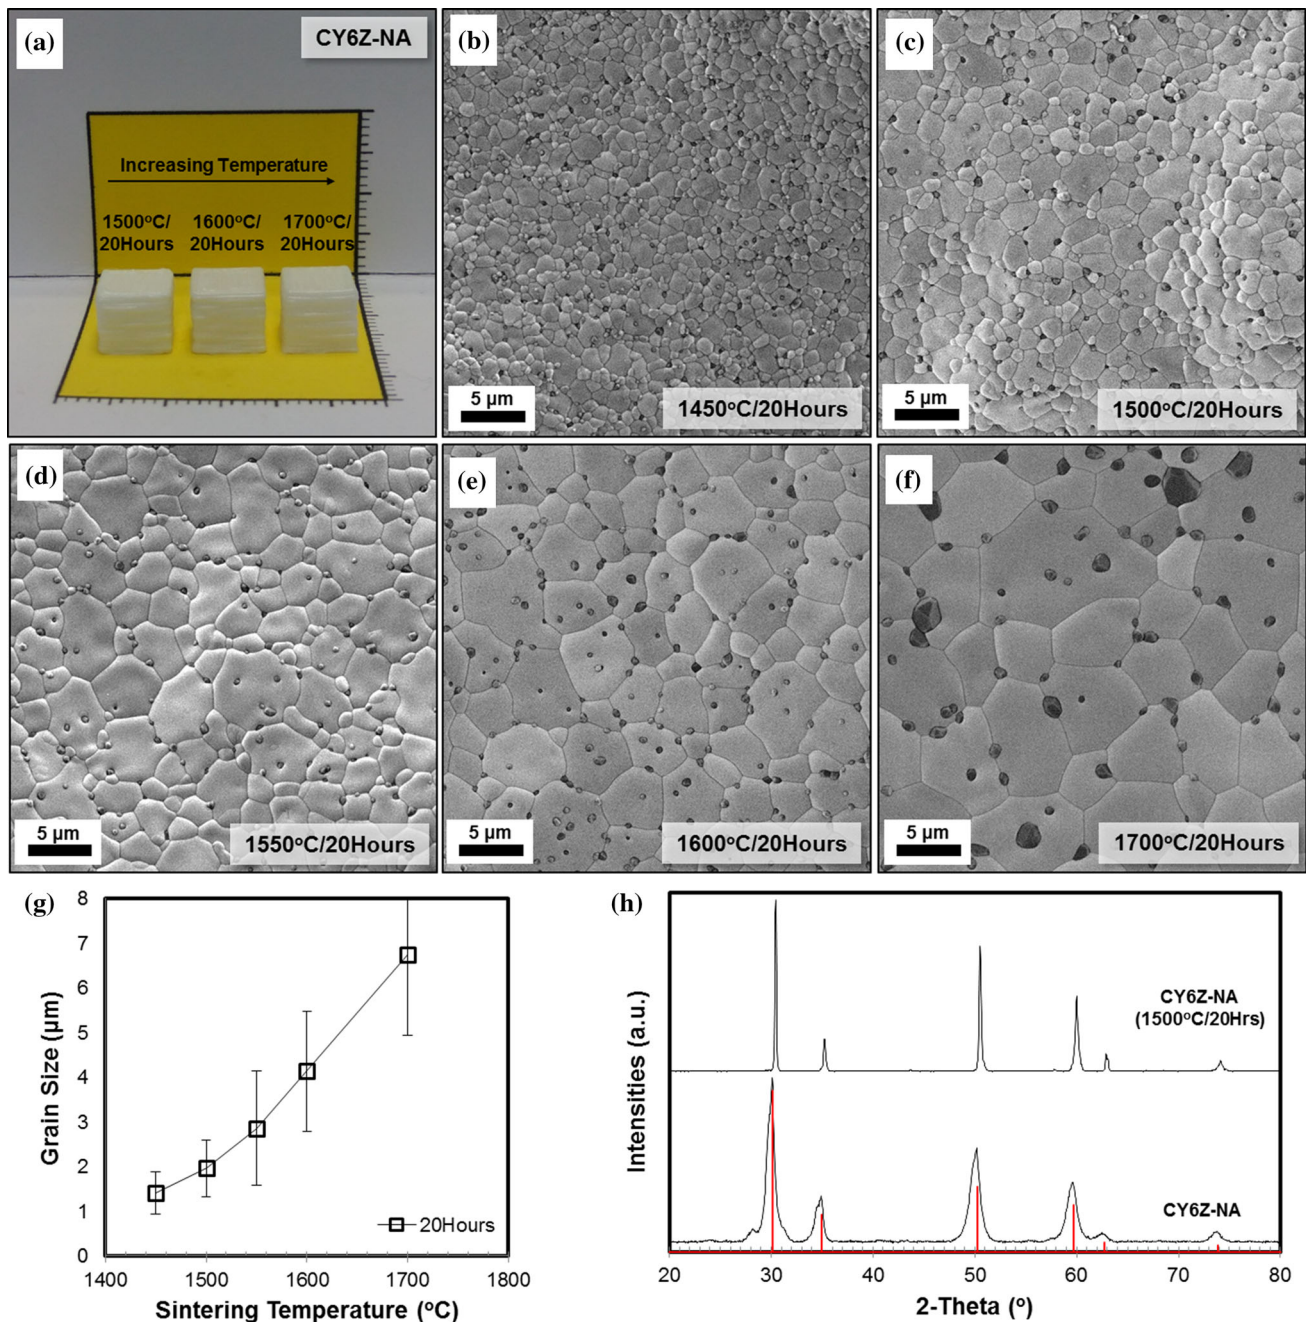 (a)
CY6Z-NA
Increasing Temperature
1500°C/
20Hours
1600°C/
20Hours
1700°C/
20Hours
(b)
5 µm
1450°C/20Hours
(c)
5 µm
1500°C/20Hours
(d)
5 µm
1550°C/20Hours
(e)
5 µm
1600°C/20Hours
(f)
5 µm
1700°C/20Hours
(g)
8
7
6
5
4
3
2
1
0
Grain Size (µm)
20Hours
1400 1500 1600 1700 1800
Sintering Temperature (°C)
(h)
Intensities (a.u.)
CY6Z-NA
(1500°C/20Hrs)
CY6Z-NA
20 30 40 50 60 70 80
2-Theta (°)